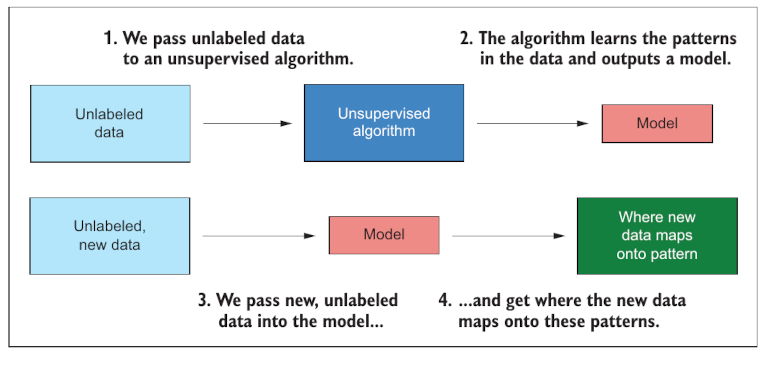 1. We pass unlabeled data
to an unsupervised algorithm.
2. The algorithm learns the patterns
in the data and outputs a model.
Unlabeled
data
Unsupervised
algorithm
Model
Unlabeled,
new data
Model
Where new
data maps
onto pattern
3. We pass new, unlabeled
data into the model...
4. ...and get where the new data
maps onto these patterns.